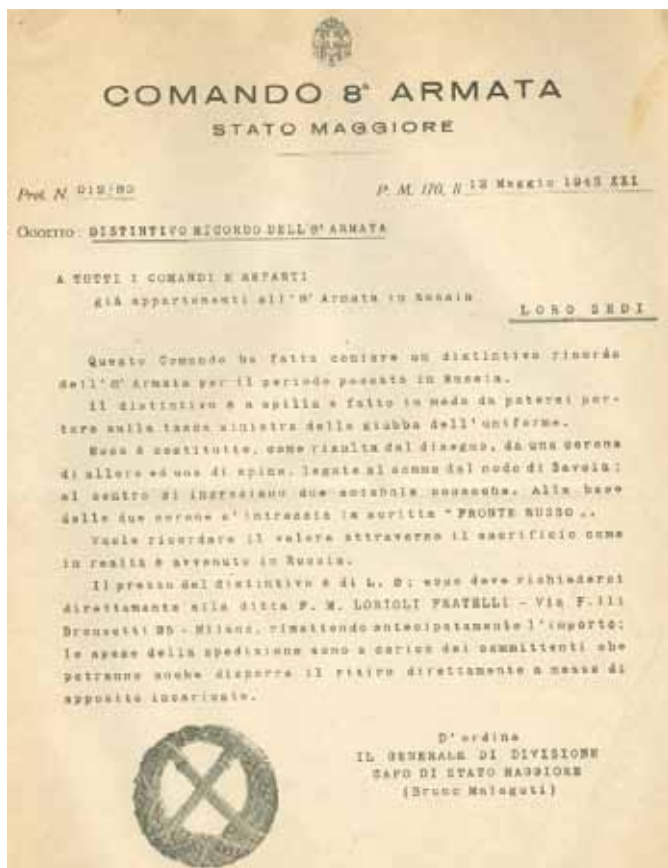 COMANDO 8ª ARMATA
STATO MAGGIORE
Prot. N. 019/80
P. M. 170, li 12 Maggio 1943 XXI
OGGETTO: DISTINTIVO RICORDO DELL'8ª ARMATA
A TUTTI I COMANDI E REPARTI
già appartenenti all'8ª Armata in Russia
LORO SEDI
Questo Comando ha fatto coniare un distintivo ricordo
dell'8ª Armata per il periodo passato in Russia.
Il distintivo è a spilla e fatto in modo da potersi por-
tare sulla tasca sinistra della giubba dell'uniforme.
Esso è costituito, come risulta dal disegno, da una corona
di alloro ed una di spine, legate al sommo dal nodo di Savoia;
al centro si incrociano due sciabole cosacche. Alla base
delle due corone s'intreccia la scritta "FRONTE RUSSO".
Vuole ricordare il valore attraverso il sacrificio come
in realtà è avvenuto in Russia.
Il prezzo del distintivo è di L. 8; esso deve richiedersi
direttamente alla ditta F. M. LORIOLI FRATELLI - Via F.lli
Bronzetti 25 - Milano, rimettendo antecipatamente l'importo;
le spese della spedizione sono a carico dei committenti che
potranno anche disporre il ritiro direttamente a mezzo di
apposito incaricato.
D'ordine
IL GENERALE DI DIVISIONE
CAPO DI STATO MAGGIORE
(Bruno Malaguti)